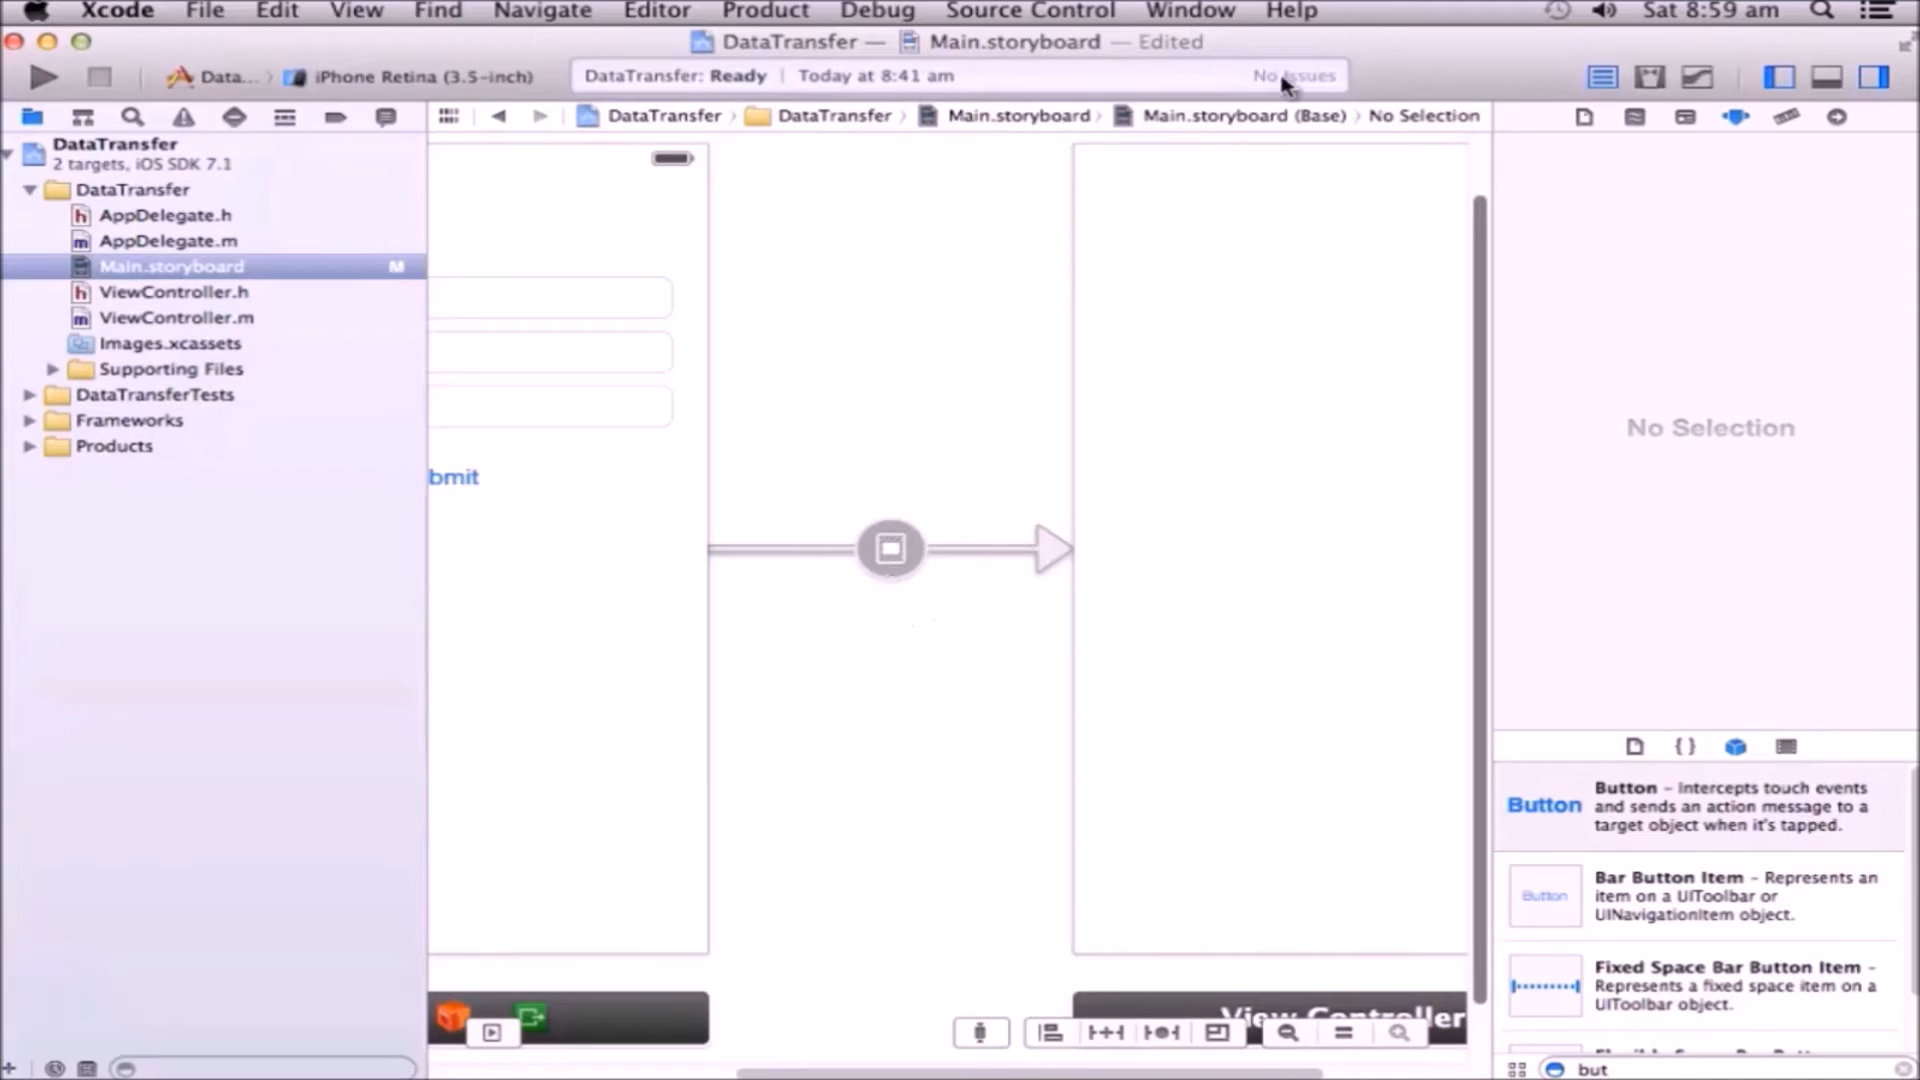 Xcode File Edit View Find Navigate Editor Product Debug Source Control Window Help Sat 8:59 am
DataTransfer — Main.storyboard — Edited
Data... iPhone Retina (3.5-inch) DataTransfer: Ready Today at 8:41 am No Issues
DataTransfer DataTransfer Main.storyboard Main.storyboard (Base) No Selection
DataTransfer
2 targets, iOS SDK 7.1
DataTransfer
h AppDelegate.h
m AppDelegate.m
Main.storyboard M
h ViewController.h
m ViewController.m
Images.xcassets
Supporting Files
DataTransferTests
Frameworks
Products
bmit
View Controller
No Selection
{ }
Button
Button - Intercepts touch events
and sends an action message to a
target object when it's tapped.
Button
Bar Button Item - Represents an
item on a UIToolbar or
UINavigationItem object.
Fixed Space Bar Button Item -
Represents a fixed space item on a
UIToolbar object.
but